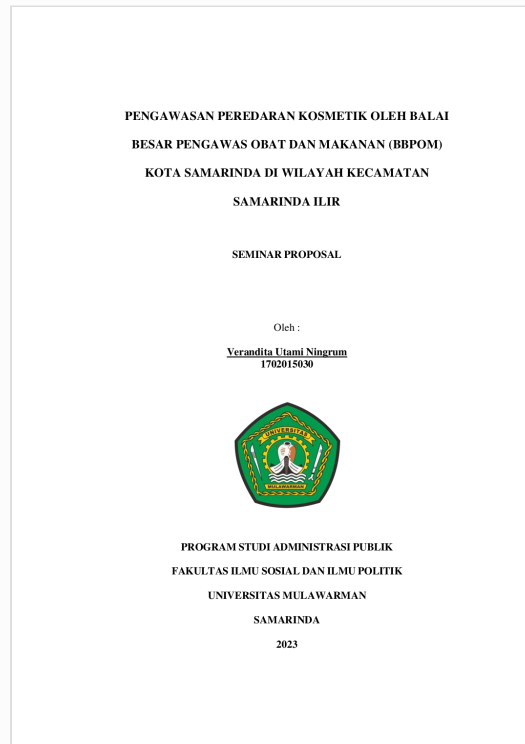 PENGAWASAN PEREDARAN KOSMETIK OLEH BALAI
BESAR PENGAWAS OBAT DAN MAKANAN (BBPOM)
KOTA SAMARINDA DI WILAYAH KECAMATAN
SAMARINDA ILIR
SEMINAR PROPOSAL
Oleh :
Verandita Utami Ningrum
1702015030
UNIVERSITAS
MULAWARMAN
PROGRAM STUDI ADMINISTRASI PUBLIK
FAKULTAS ILMU SOSIAL DAN ILMU POLITIK
UNIVERSITAS MULAWARMAN
SAMARINDA
2023